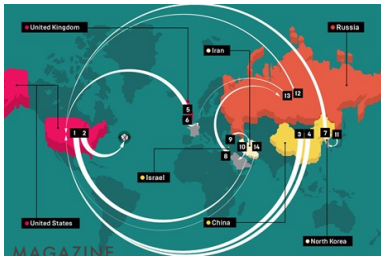 United Kingdom
Russia
Iran
13
12
5
6
1
2
3
4
7
11
9
10
14
8
Israel
United States
China
North Korea
MAGAZINE